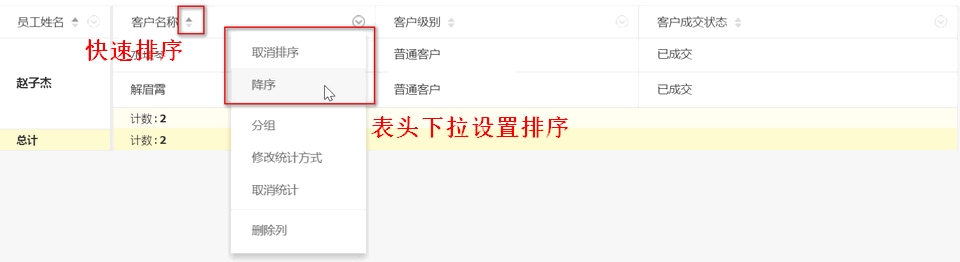 员工姓名 客户名称 客户级别 客户成交状态
快速排序
取消排序 普通客户 已成交
赵子杰
解眉霄 降序 普通客户 已成交
计数 : 2 分组
表头下拉设置排序
总计 计数 : 2
修改统计方式
取消统计
删除列